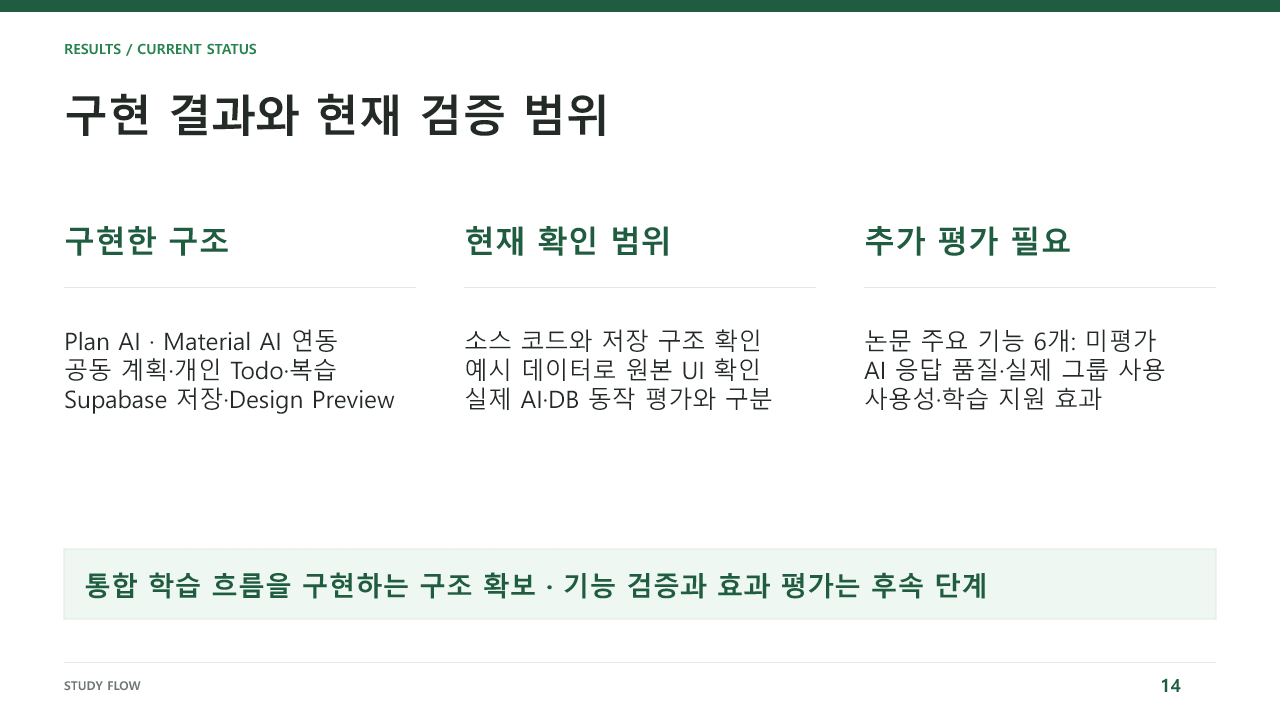 RESULTS / CURRENT STATUS
구현 결과와 현재 검증 범위
구현한 구조
Plan AI · Material AI 연동
공동 계획·개인 Todo·복습
Supabase 저장·Design Preview
현재 확인 범위
소스 코드와 저장 구조 확인
예시 데이터로 원본 UI 확인
실제 AI·DB 동작 평가와 구분
추가 평가 필요
논문 주요 기능 6개: 미평가
AI 응답 품질·실제 그룹 사용
사용성·학습 지원 효과
통합 학습 흐름을 구현하는 구조 확보 · 기능 검증과 효과 평가는 후속 단계
STUDY FLOW
14